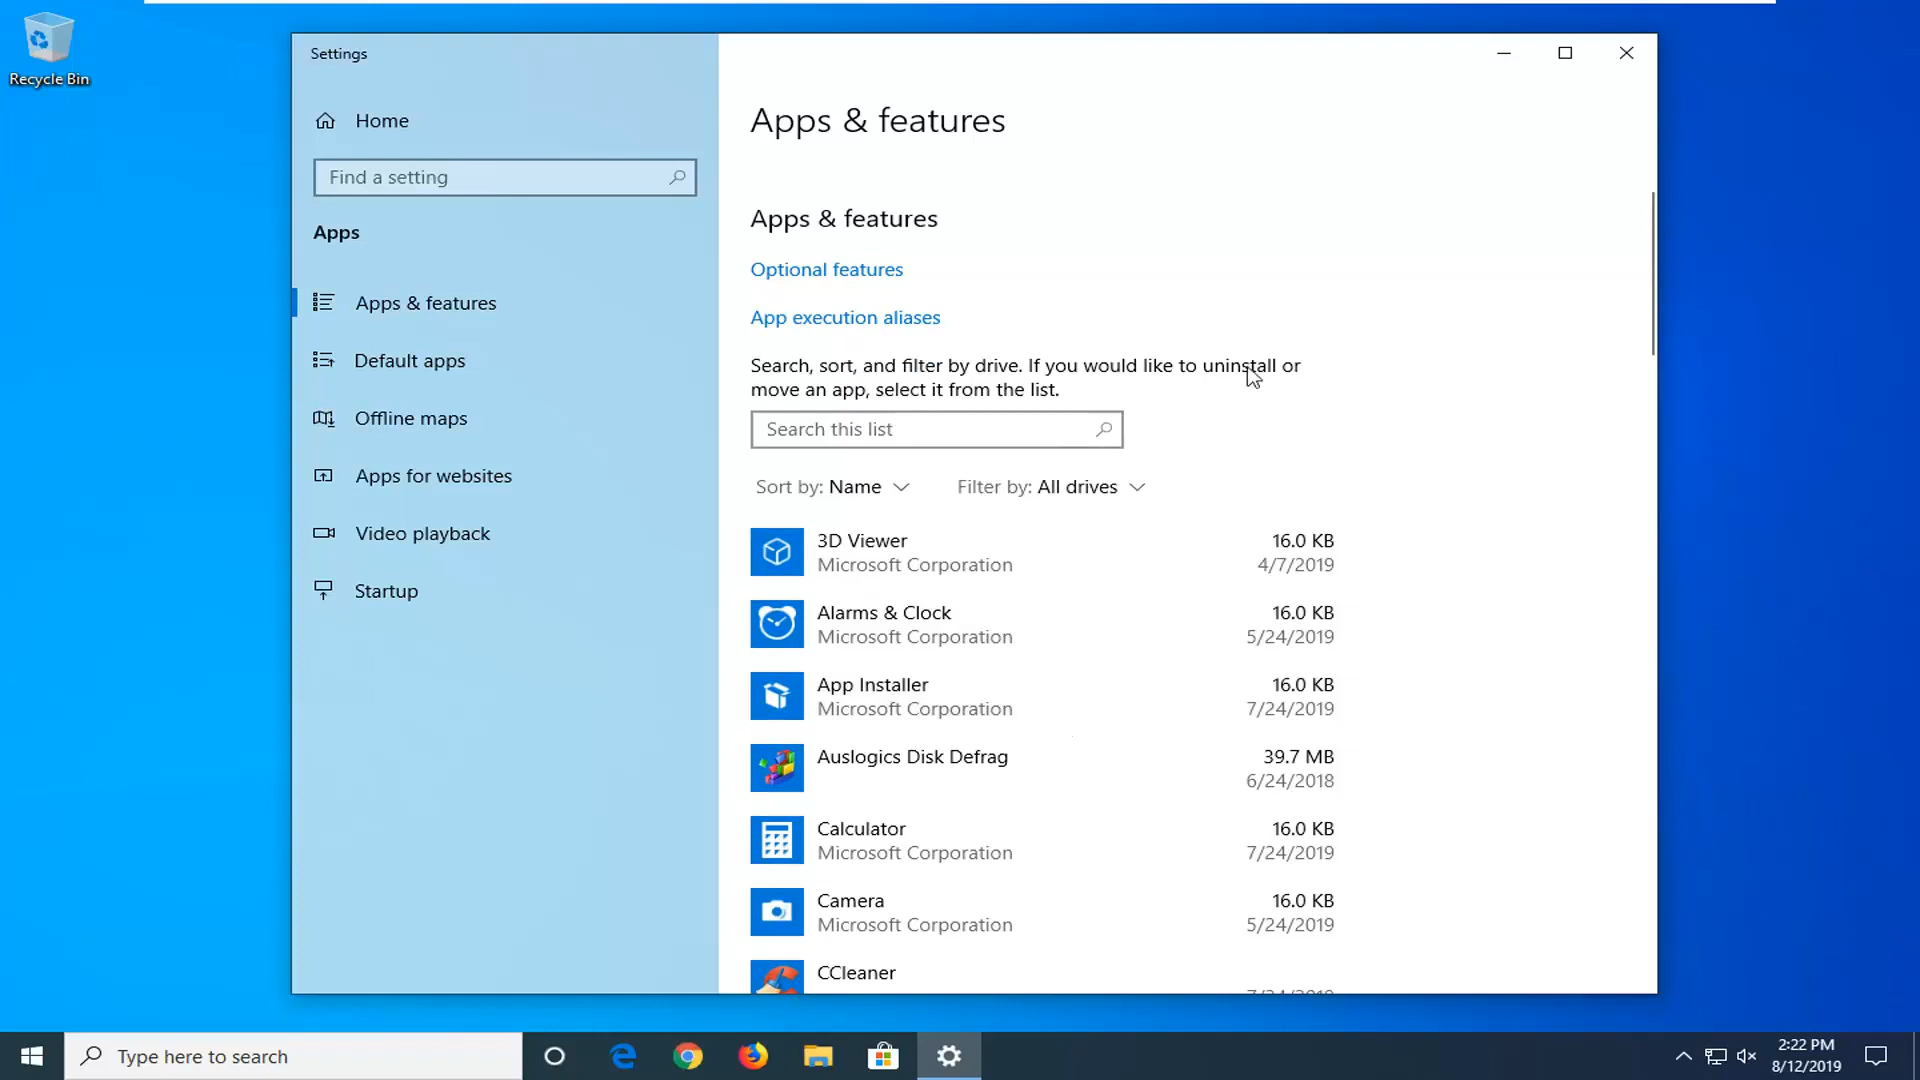 Recycle Bin
Settings
Home
Find a setting
Apps
Apps & features
Default apps
Offline maps
Apps for websites
Video playback
Startup
Apps & features
Apps & features
Optional features
App execution aliases
Search, sort, and filter by drive. If you would like to uninstall or
move an app, select it from the list.
Search this list
Sort by: Name
Filter by: All drives
3D Viewer 16.0 KB
Microsoft Corporation 4/7/2019
Alarms & Clock 16.0 KB
Microsoft Corporation 5/24/2019
App Installer 16.0 KB
Microsoft Corporation 7/24/2019
Auslogics Disk Defrag 39.7 MB
6/24/2018
Calculator 16.0 KB
Microsoft Corporation 7/24/2019
Camera 16.0 KB
Microsoft Corporation 5/24/2019
CCleaner
Type here to search
2:22 PM
8/12/2019